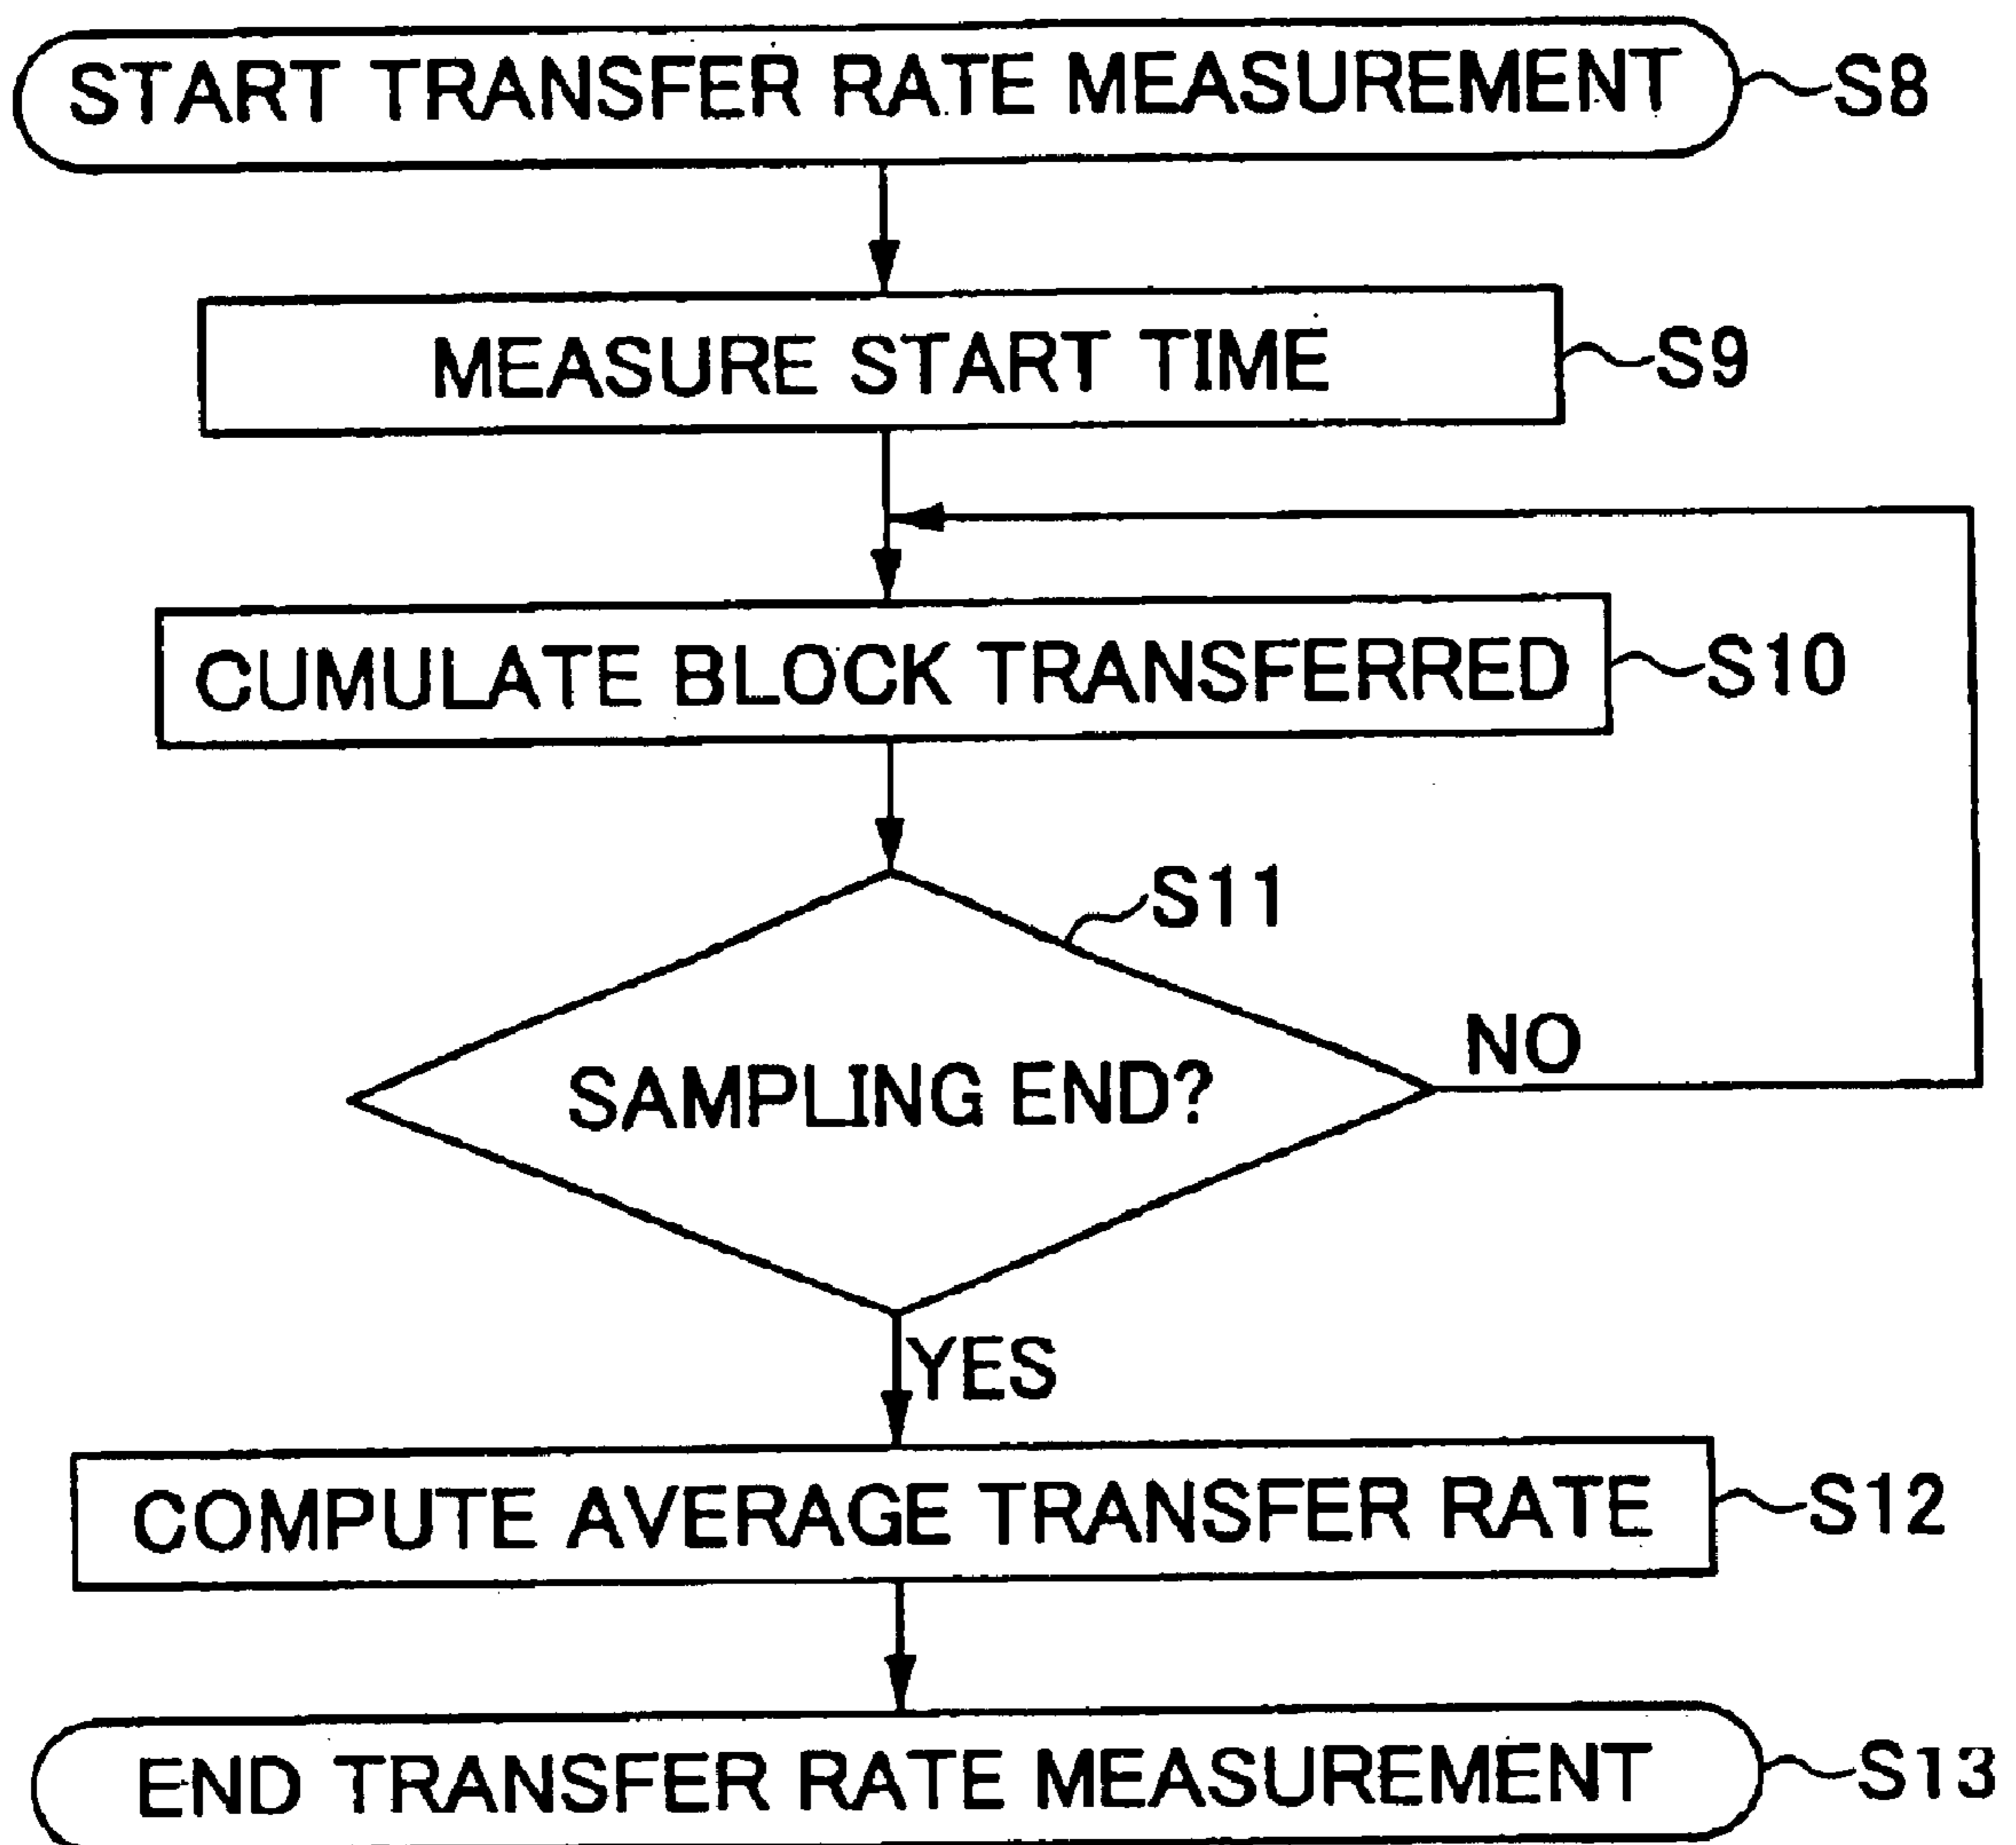 START TRANSFER RATE MEASUREMENT S8
MEASURE START TIME S9
CUMULATE BLOCK TRANSFERRED S10
S11
NO
SAMPLING END?
YES
COMPUTE AVERAGE TRANSFER RATE S12
END TRANSFER RATE MEASUREMENT S13